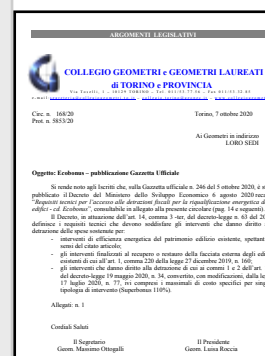 ARGOMENTI LEGISLATIVI
COLLEGIO GEOMETRI e GEOMETRI LAUREATI
di TORINO e PROVINCIA
Circ. n. 168/20
Torino, 7 ottobre 2020
Prot. n. 5853/20
Ai Geometri in indirizzo
LORO SEDI
Oggetto: Ecobonus – pubblicazione Gazzetta Ufficiale
Si rende noto agli Iscritti che, sulla Gazzetta ufficiale n. 246 del 5 ottobre 2020, è s
pubblicato il Decreto del Ministero dello Sviluppo Economico 6 agosto 2020 reca
"Requisiti tecnici per l'accesso alle detrazioni fiscali per la riqualificazione energetica d
edifici - cd. Ecobonus", consultabile in allegato alla presente circolare (pag. 14 e seguenti).
Il Decreto, in attuazione dell'art. 14, comma 3 -ter, del decreto-legge n. 63 del 20
definisce i requisiti tecnici che devono soddisfare gli interventi che danno diritto
detrazione delle spese sostenute per:
- interventi di efficienza energetica del patrimonio edilizio esistente, spettant
sensi del citato articolo;
- gli interventi finalizzati al recupero o restauro della facciata esterna degli edi
esistenti di cui all'art. 1, comma 220 della legge 27 dicembre 2019, n. 160;
- gli interventi che danno diritto alla detrazione di cui ai commi 1 e 2 dell'art.
del decreto-legge 19 maggio 2020, n. 34, convertito, con modificazioni, dalla le
17 luglio 2020, n. 77, ivi compresi i massimali di costo specifici per sing
tipologia di intervento (Superbonus 110%).
Allegati: n. 1
Cordiali Saluti
Il Segretario
Il Presidente
Geom. Massimo Ottogalli
Geom. Luisa Roccia